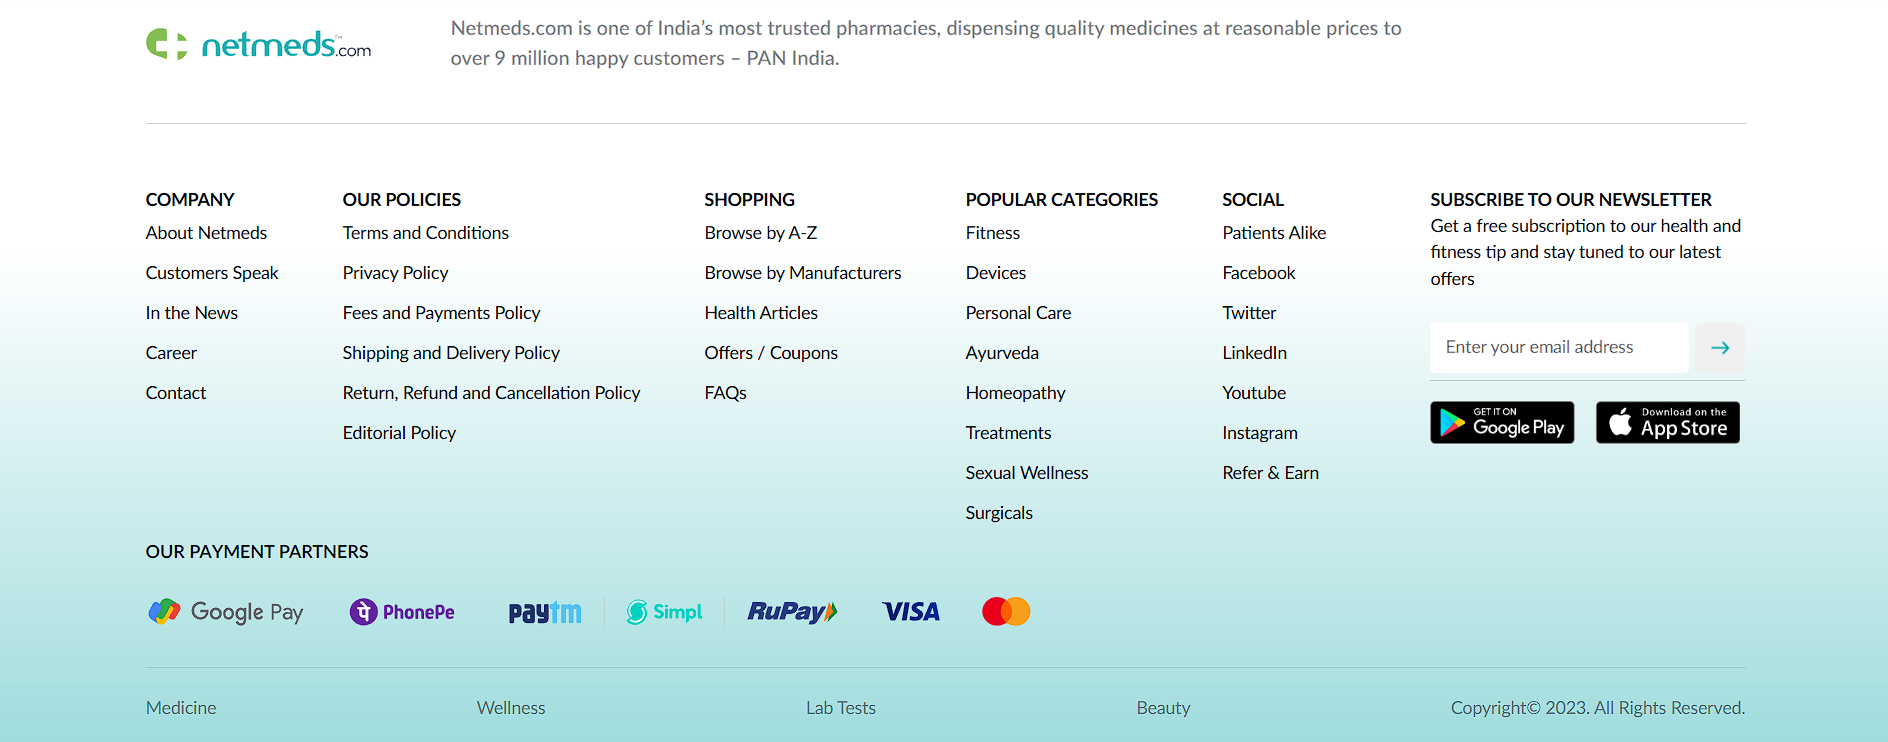 netmeds.com
Netmeds.com is one of India’s most trusted pharmacies, dispensing quality medicines at reasonable prices to
over 9 million happy customers – PAN India.
COMPANY
About Netmeds
Customers Speak
In the News
Career
Contact
OUR POLICIES
Terms and Conditions
Privacy Policy
Fees and Payments Policy
Shipping and Delivery Policy
Return, Refund and Cancellation Policy
Editorial Policy
SHOPPING
Browse by A-Z
Browse by Manufacturers
Health Articles
Offers / Coupons
FAQs
POPULAR CATEGORIES
Fitness
Devices
Personal Care
Ayurveda
Homeopathy
Treatments
Sexual Wellness
Surgicals
SOCIAL
Patients Alike
Facebook
Twitter
LinkedIn
Youtube
Instagram
Refer & Earn
SUBSCRIBE TO OUR NEWSLETTER
Get a free subscription to our health and
fitness tip and stay tuned to our latest
offers
Enter your email address
GET IT ON
Google Play
Download on the
App Store
OUR PAYMENT PARTNERS
Google Pay
पे PhonePe
paytm
Simpl
RuPay
VISA
Medicine
Wellness
Lab Tests
Beauty
Copyright© 2023. All Rights Reserved.